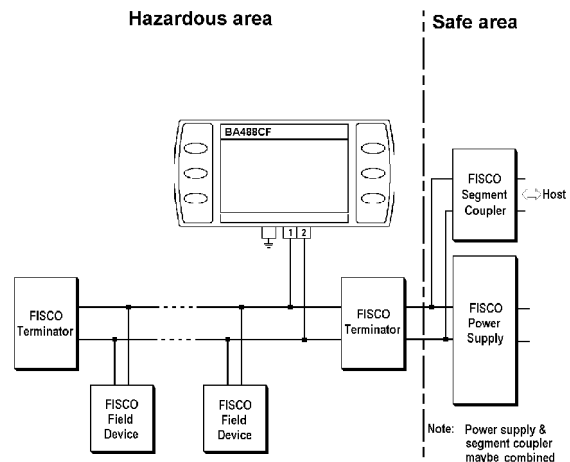 Hazardous area
Safe area
BA488CF
1 2
FISCO
Segment
Coupler
Host
FISCO
Terminator
FISCO
Terminator
FISCO
Power
Supply
FISCO
Field
Device
FISCO
Field
Device
Note: Power supply &
segment coupler
maybe combined